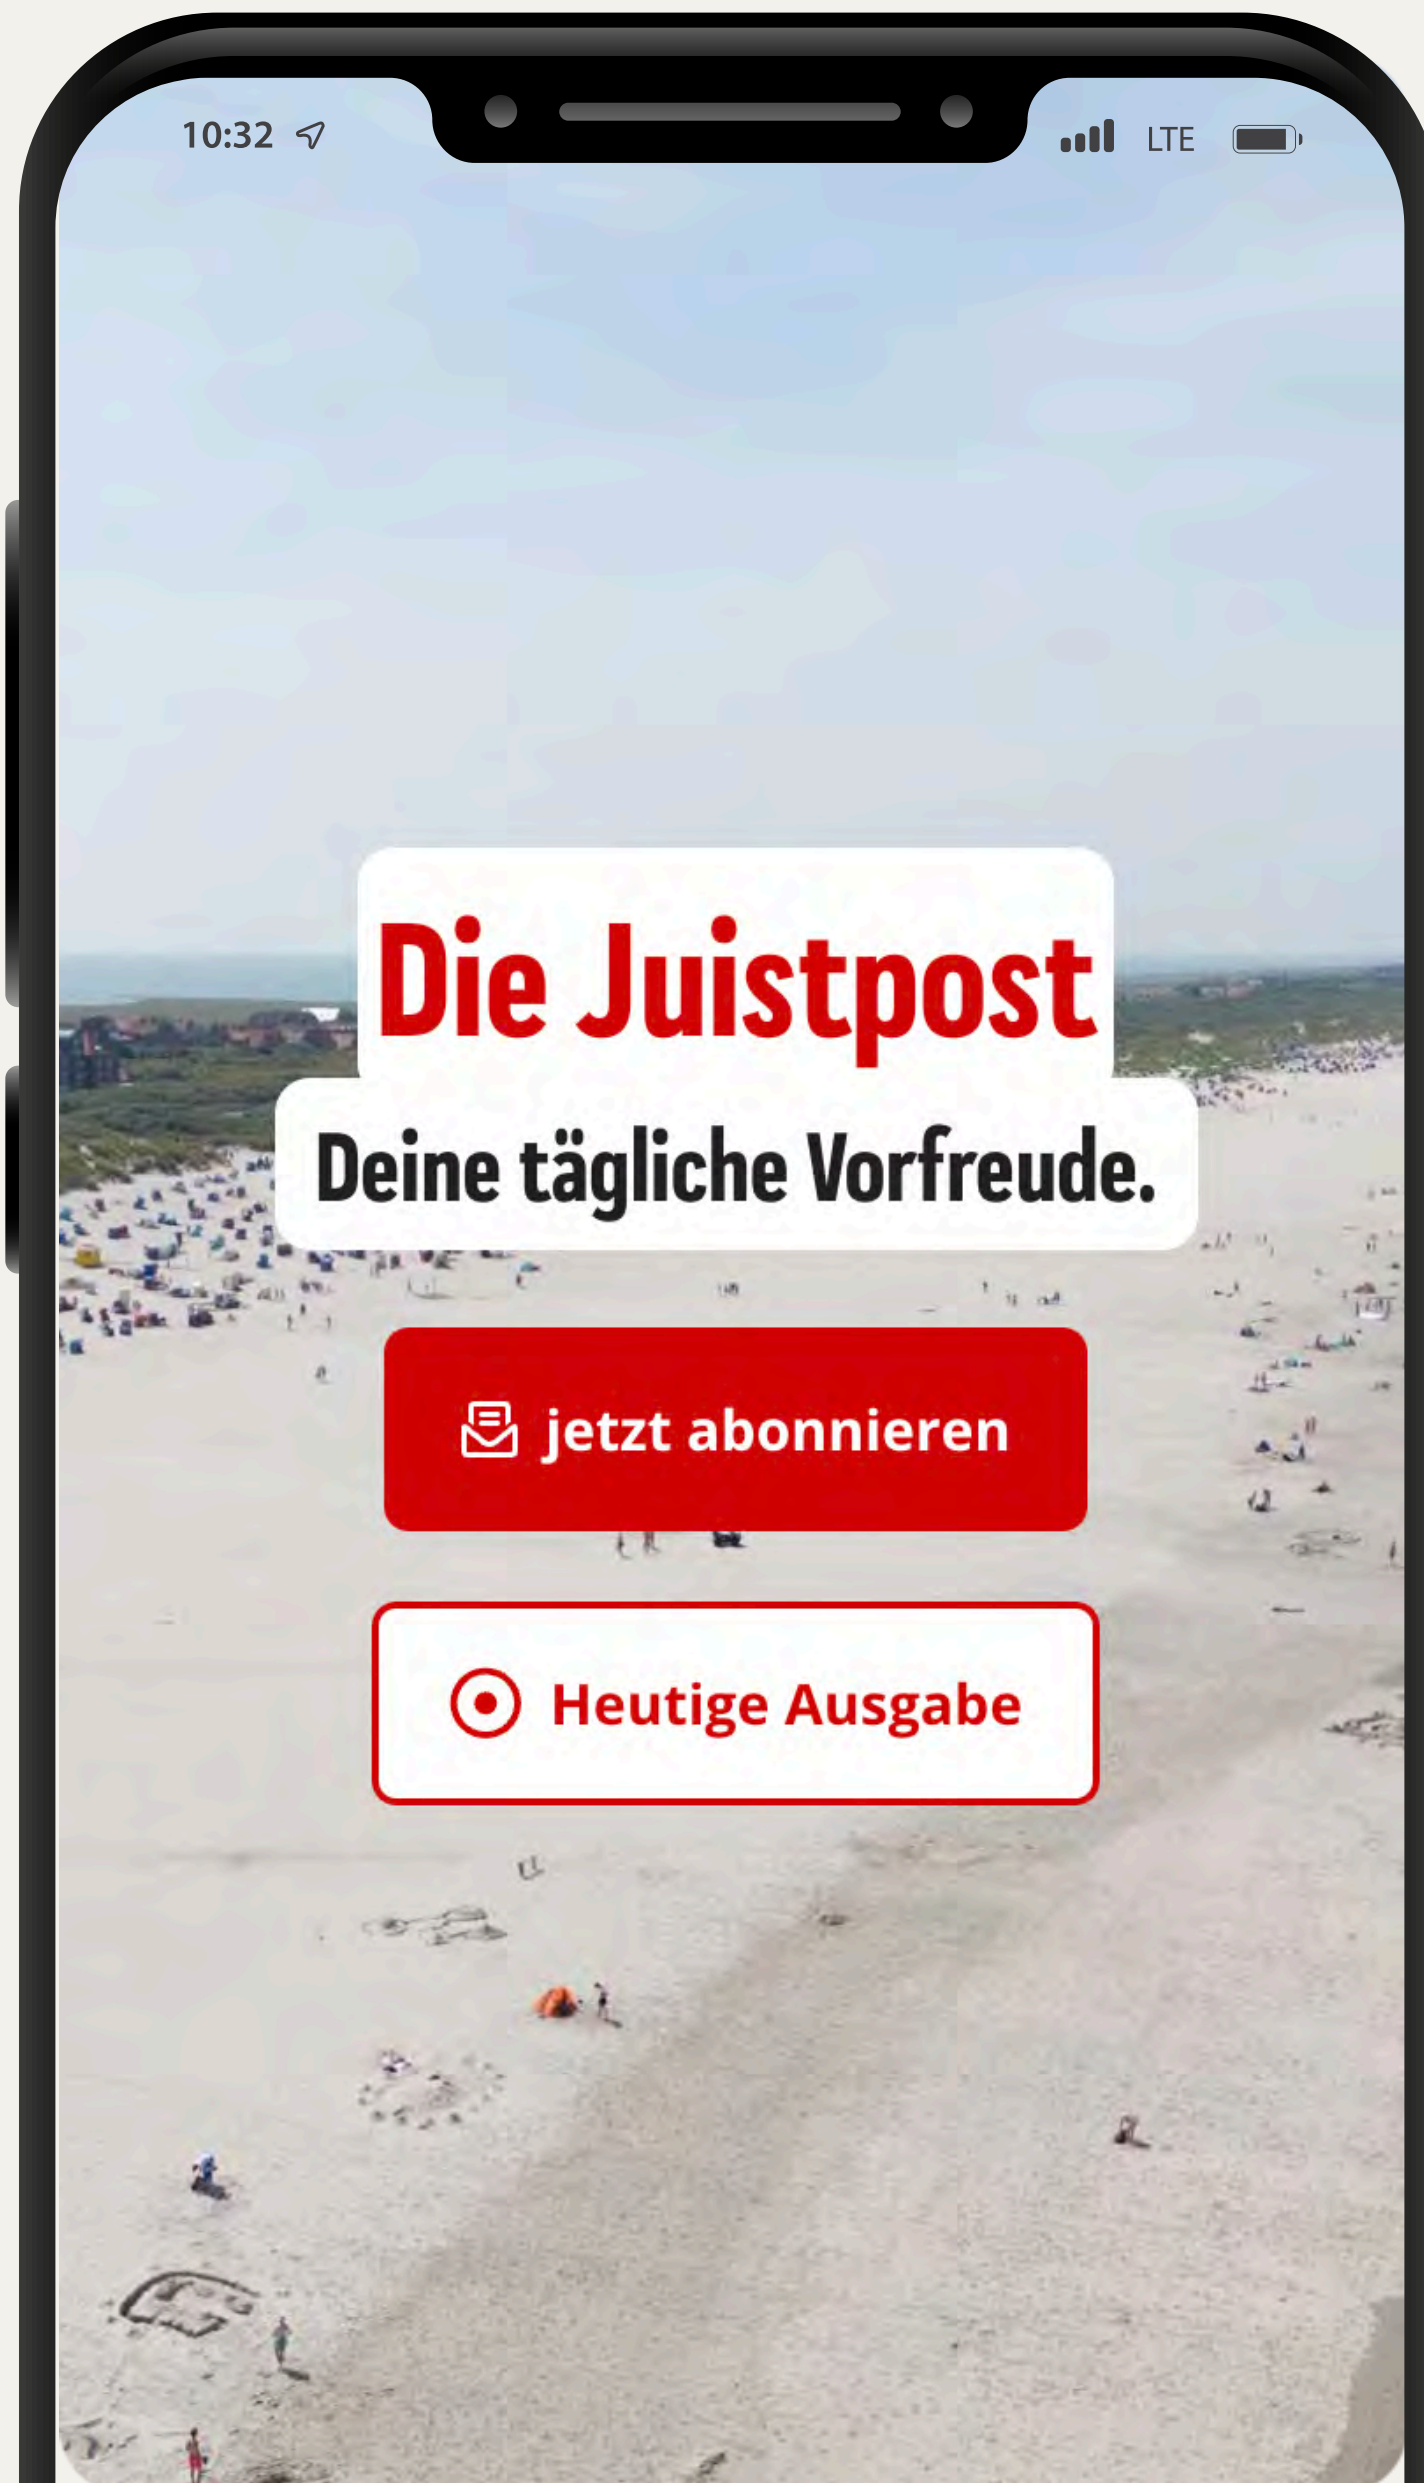 10:32
LTE
Die Juistpost
Deine tägliche Vorfreude.
jetzt abonnieren
Heutige Ausgabe